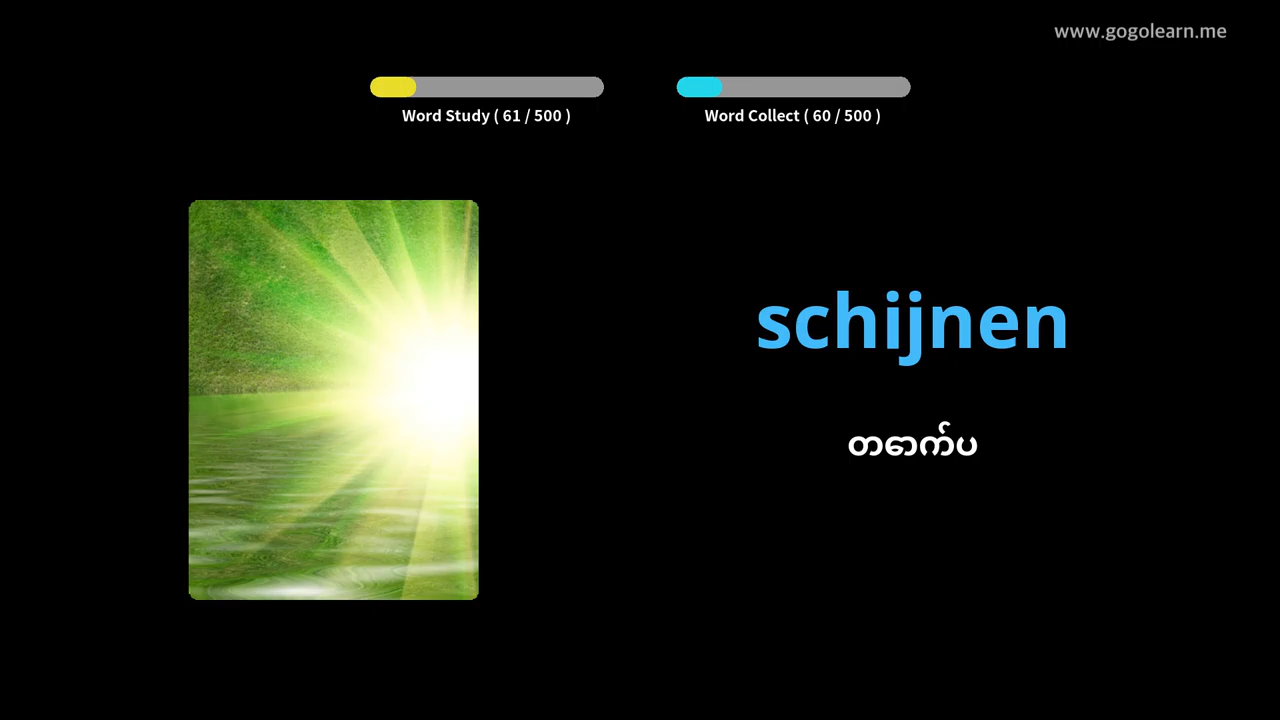 www.gogolearn.me
Word Study ( 61 / 500 )
Word Collect ( 60 / 500 )
schijnen
တောက်ပ